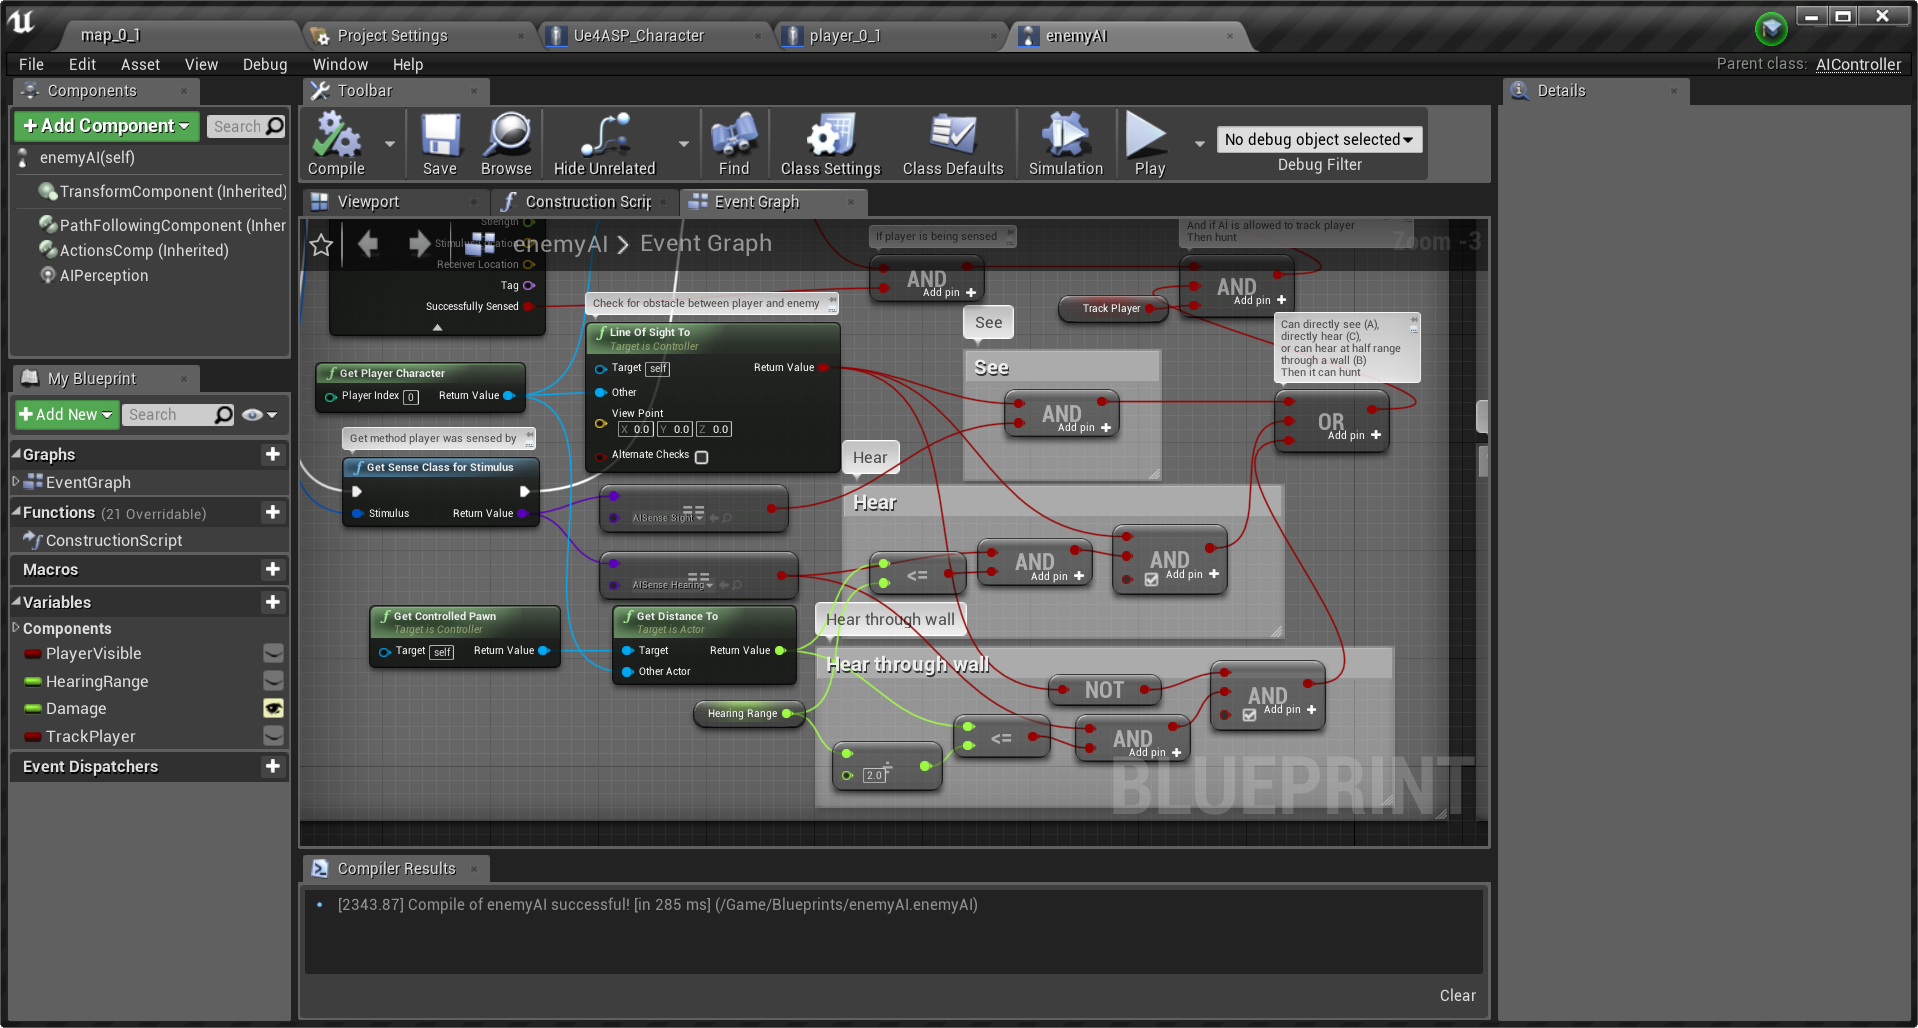 map_0_1
Project Settings
Ue4ASP_Character
player_0_1
enemyAI
File Edit Asset View Debug Window Help
Parent class: AIController
Components
Toolbar
Details
+ Add Component
Search
enemyAI(self)
TransformComponent (Inherited)
PathFollowingComponent (Inher
ActionsComp (Inherited)
AIPerception
Compile
Save
Browse
Hide Unrelated
Find
Class Settings
Class Defaults
Simulation
Play
No debug object selected
Debug Filter
Viewport
Construction Scrip
Event Graph
enemyAI > Event Graph
Zoom -3
My Blueprint
+ Add New
Search
Graphs
EventGraph
Functions (21 Overridable)
ConstructionScript
Macros
Variables
Components
PlayerVisible
HearingRange
Damage
TrackPlayer
Event Dispatchers
Strength
Receiver Location
Tag
Successfully Sensed
If player is being sensed
AND
Add pin +
And if AI is allowed to track player
Then hunt
AND
Add pin +
Track Player
Check for obstacle between player and enemy
Line Of Sight To
Target is Controller
Target self
Return Value
Other
View Point
X 0.0 Y 0.0 Z 0.0
Alternate Checks
Get Player Character
Player Index 0
Return Value
Get method player was sensed by
Get Sense Class for Stimulus
Stimulus
Return Value
See
See
AND
Add pin +
Can directly see (A),
directly hear (C),
or can hear at half range
through a wall (B)
Then it can hunt
OR
Add pin +
==
AISense Sight
==
AISense Hearing
Hear
Hear
<=
AND
Add pin +
AND
Add pin +
Get Controlled Pawn
Target is Controller
Target self
Return Value
Get Distance To
Target is Actor
Target
Return Value
Other Actor
Hearing Range
Hear through wall
Hear through wall
NOT
AND
Add pin +
<=
AND
Add pin +
÷
2.0
BLUEPRINT
Compiler Results
[2343.87] Compile of enemyAI successful! [in 285 ms] (/Game/Blueprints/enemyAI.enemyAI)
Clear